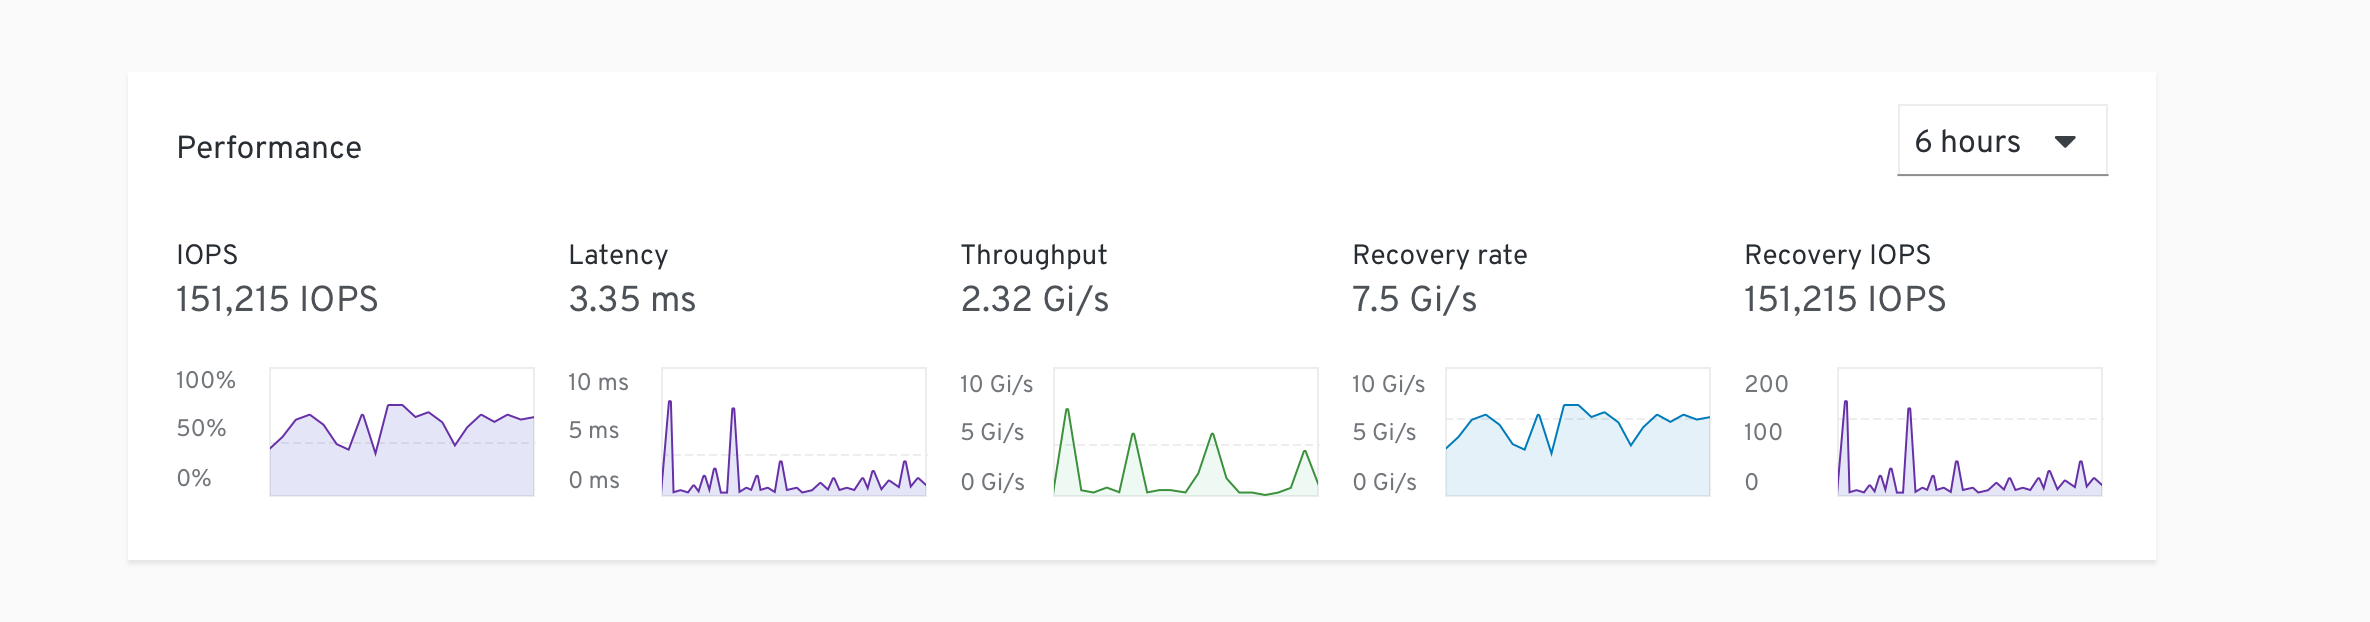 Performance
6 hours
IOPS
151,215 IOPS
100%
50%
0%
Latency
3.35 ms
10 ms
5 ms
0 ms
Throughput
2.32 Gi/s
10 Gi/s
5 Gi/s
0 Gi/s
Recovery rate
7.5 Gi/s
10 Gi/s
5 Gi/s
0 Gi/s
Recovery IOPS
151,215 IOPS
200
100
0